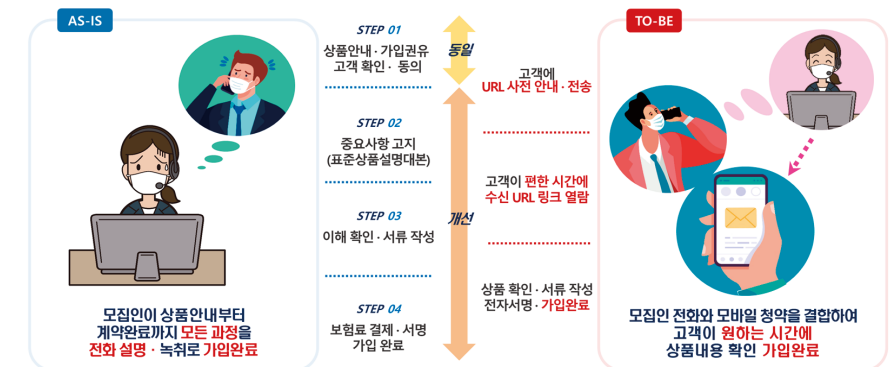 AS-IS
STEP 01
상품안내 · 가입권유
고객 확인 · 동의
STEP 02
중요사항 고지
(표준상품설명대본)
STEP 03
이해 확인 · 서류 작성
STEP 04
보험료 결제 · 서명
가입 완료
모집인이 상품안내부터
계약완료까지 모든 과정을
전화 설명 · 녹취로 가입완료
동일
개선
TO-BE
고객에
URL 사전 안내 · 전송
고객이 편한 시간에
수신 URL 링크 열람
상품 확인 · 서류 작성
전자서명 · 가입완료
모집인 전화와 모바일 청약을 결합하여
고객이 원하는 시간에
상품내용 확인 가입완료